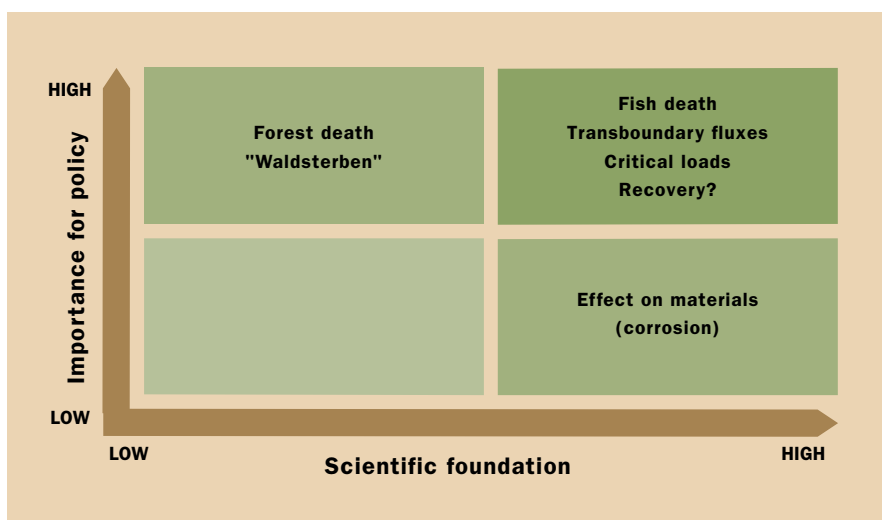 HIGH
Importance for policy
LOW
Forest death
"Waldsterben"
Fish death
Transboundary fluxes
Critical loads
Recovery?
Effect on materials
(corrosion)
LOW
Scientific foundation
HIGH